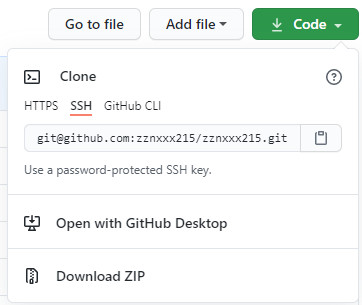 Go to file Add file Code
Clone
HTTPS SSH GitHub CLI
git@github.com:zznxxx215/zznxxx215.git
Use a password-protected SSH key.
Open with GitHub Desktop
Download ZIP